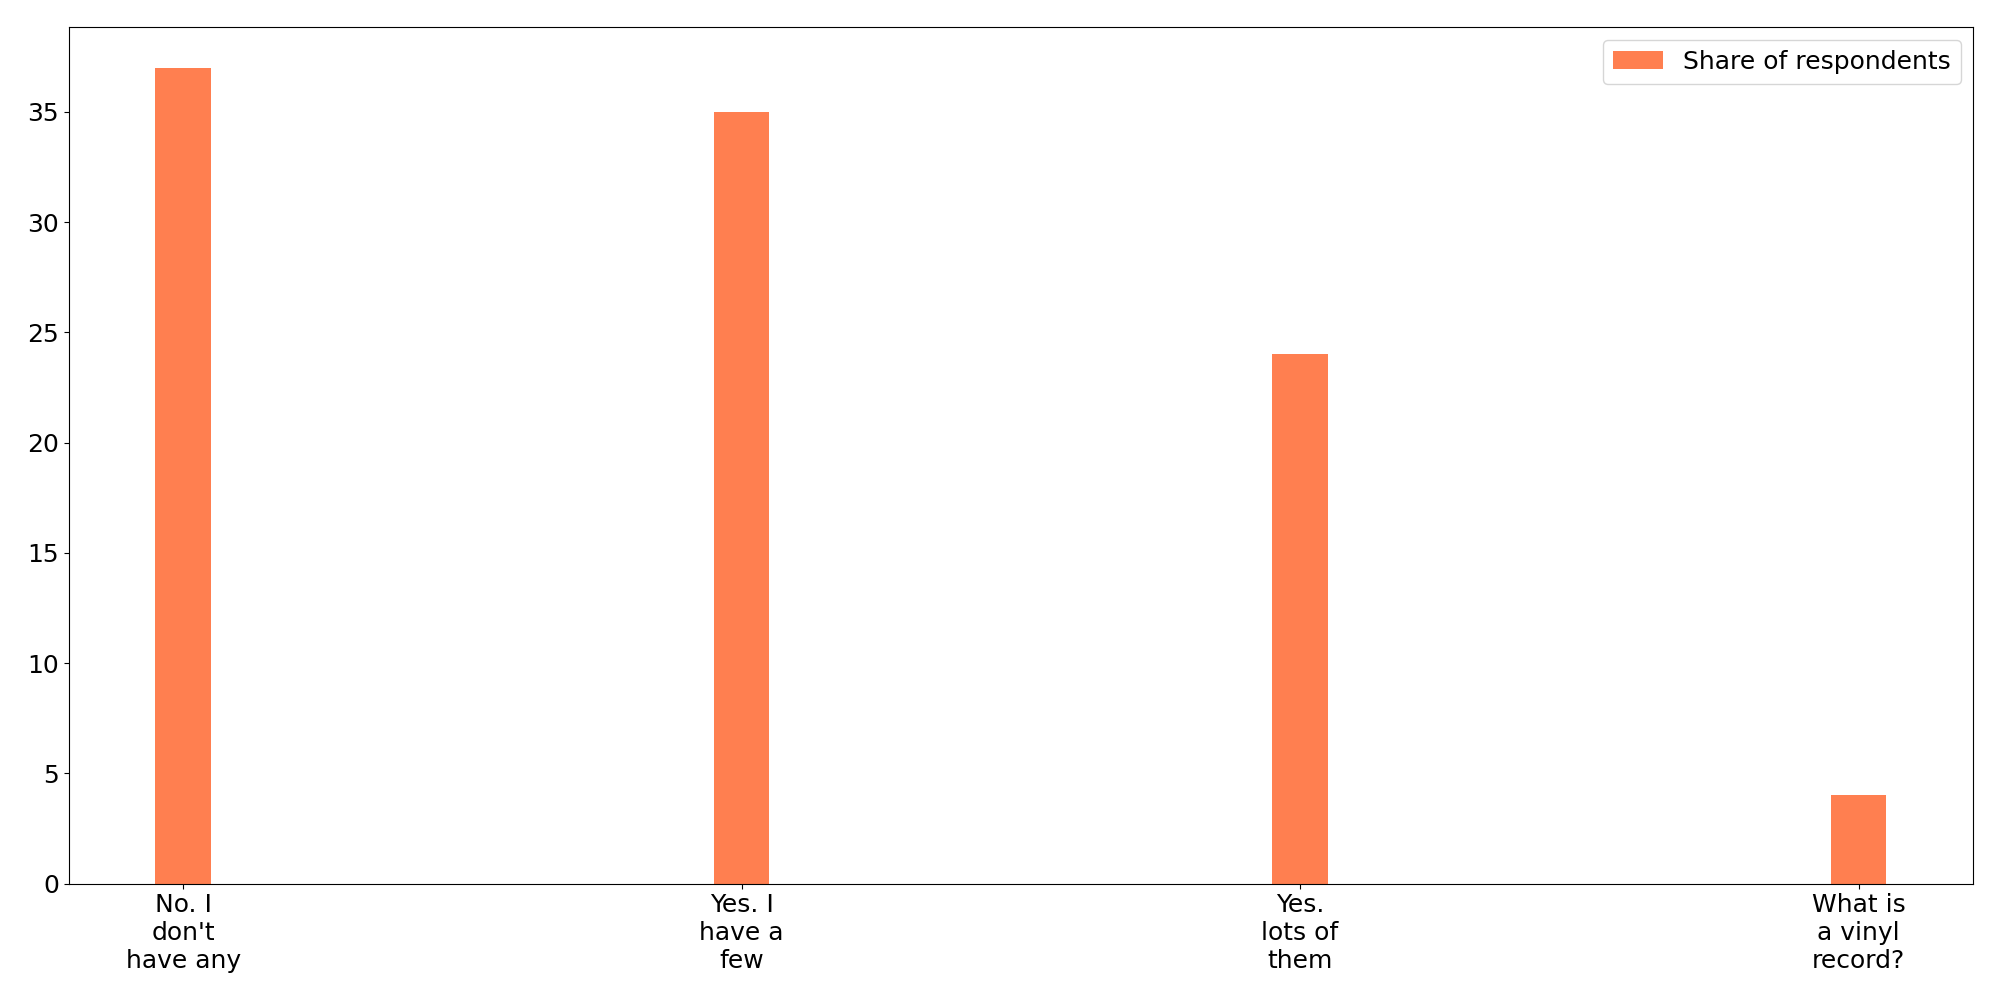 Share of respondents
35
30
25
20
15
10
5
0
No. I
don't
have any
Yes. I
have a
few
Yes.
lots of
them
What is
a vinyl
record?